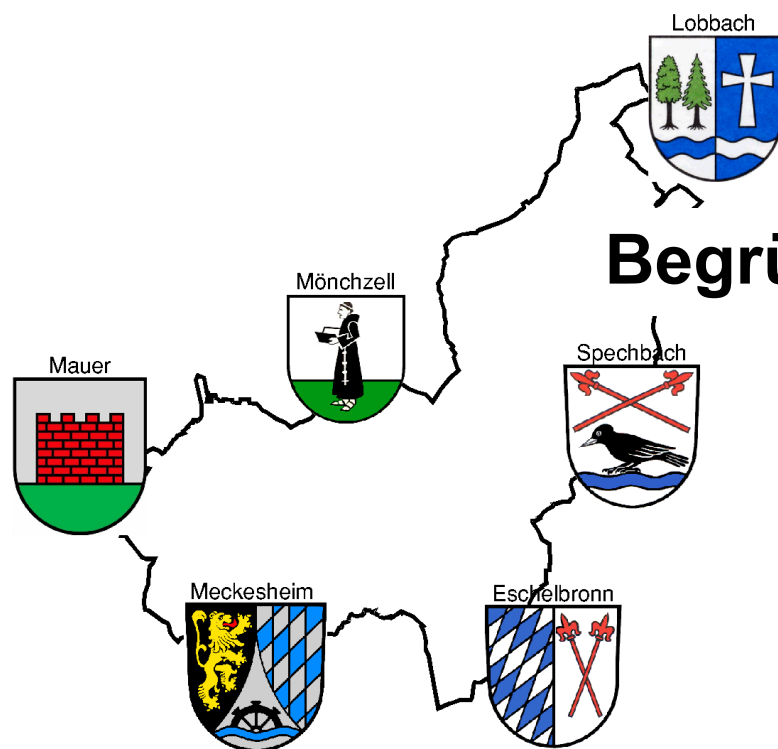 Lobbach
Begrü
Mönchzell
Spechbach
Mauer
Meckesheim
Eschelbronn